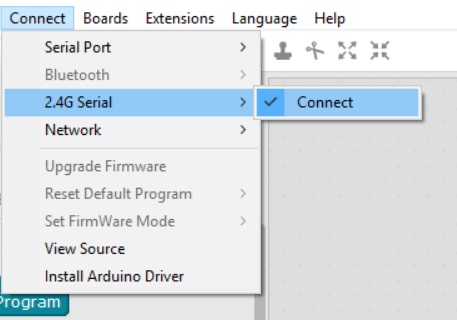 Connect Boards Extensions Language Help
Serial Port
Bluetooth
2.4G Serial
Connect
Network
Upgrade Firmware
Reset Default Program
Set FirmWare Mode
View Source
Install Arduino Driver
Program